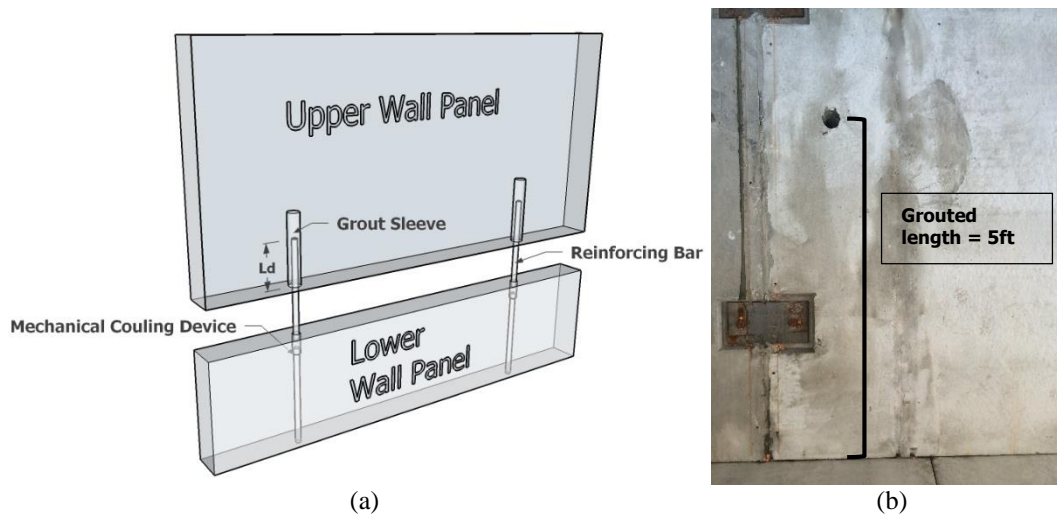 Upper Wall Panel
Grout Sleeve
Ld
Reinforcing Bar
Mechanical Couling Device
Lower
Wall Panel
(a)
Grouted
length = 5ft
(b)